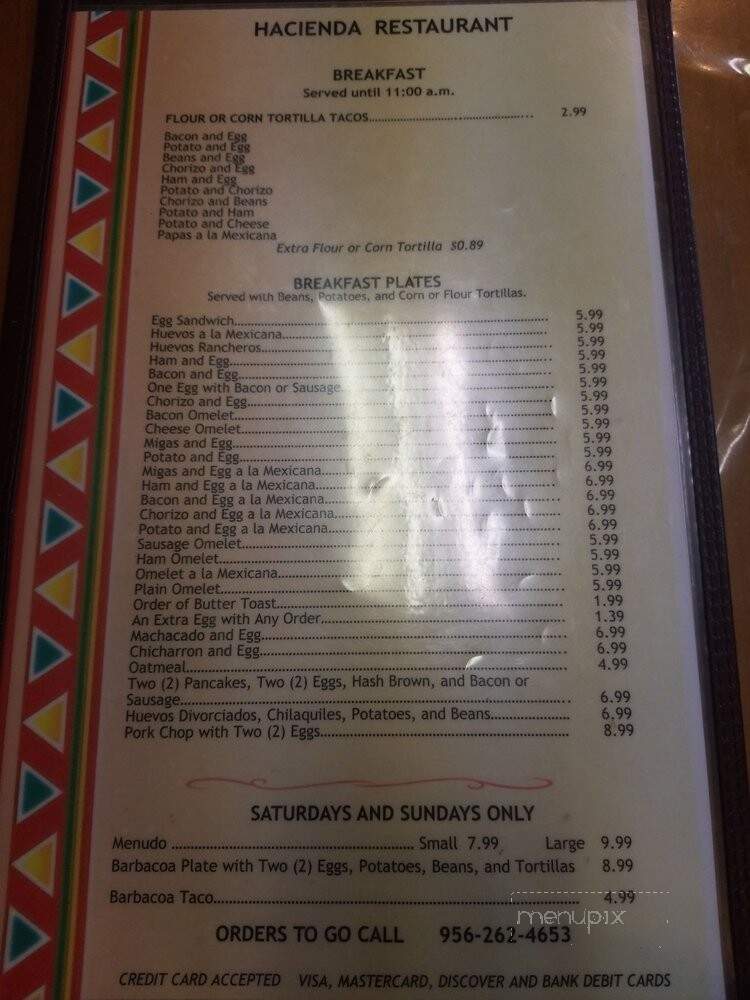 HACIENDA RESTAURANT
BREAKFAST
Served until 11:00 a.m.
FLOUR OR CORN TORTILLA TACOS.......... 2.99
Bacon and Egg
Potato and Egg
Beans and Egg
Chorizo and Egg
Ham and Egg
Potato and Chorizo
Chorizo and Beans
Potato and Ham
Potato and Cheese
Papas a la Mexicana
Extra Flour or Corn Tortilla $0.89
BREAKFAST PLATES
Served with Beans, Potatoes, and Corn or Flour Tortillas.
Egg Sandwich.......... 5.99
Huevos a la Mexicana.......... 5.99
Huevos Rancheros.......... 5.99
Ham and Egg.......... 5.99
Bacon and Egg.......... 5.99
One Egg with Bacon or Sausage.......... 5.99
Chorizo and Egg.......... 5.99
Bacon Omelet.......... 5.99
Cheese Omelet.......... 5.99
Migas and Egg.......... 5.99
Potato and Egg.......... 5.99
Migas and Egg a la Mexicana.......... 6.99
Ham and Egg a la Mexicana.......... 6.99
Bacon and Egg a la Mexicana.......... 6.99
Chorizo and Egg a la Mexicana.......... 6.99
Potato and Egg a la Mexicana.......... 6.99
Sausage Omelet.......... 5.99
Ham Omelet.......... 5.99
Omelet a la Mexicana.......... 5.99
Plain Omelet.......... 5.99
Order of Butter Toast.......... 1.99
An Extra Egg with Any Order.......... 1.39
Machacado and Egg.......... 6.99
Chicharron and Egg.......... 6.99
Oatmeal.......... 4.99
Two (2) Pancakes, Two (2) Eggs, Hash Brown, and Bacon or
Sausage.......... 6.99
Huevos Divorciados, Chilaquiles, Potatoes, and Beans.......... 6.99
Pork Chop with Two (2) Eggs.......... 8.99
SATURDAYS AND SUNDAYS ONLY
Menudo .......... Small 7.99 Large 9.99
Barbacoa Plate with Two (2) Eggs, Potatoes, Beans, and Tortillas 8.99
Barbacoa Taco.......... 4.99
menupix
ORDERS TO GO CALL 956-262-4653
CREDIT CARD ACCEPTED VISA, MASTERCARD, DISCOVER AND BANK DEBIT CARDS